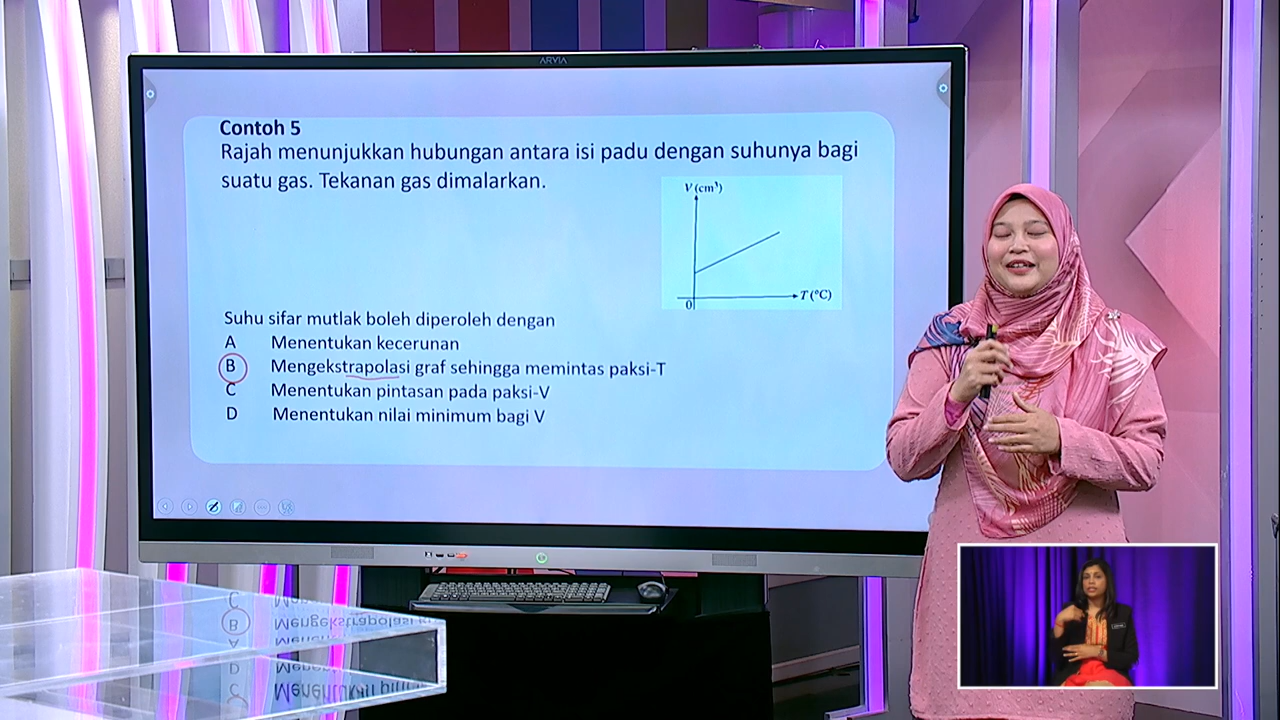 ARVIA
Contoh 5
Rajah menunjukkan hubungan antara isi padu dengan suhunya bagi
suatu gas. Tekanan gas dimalarkan.
V (cm³)
T (°C)
0
Suhu sifar mutlak boleh diperoleh dengan
A Menentukan kecerunan
B Mengekstrapolasi graf sehingga memintas paksi-T
C Menentukan pintasan pada paksi-V
D Menentukan nilai minimum bagi V